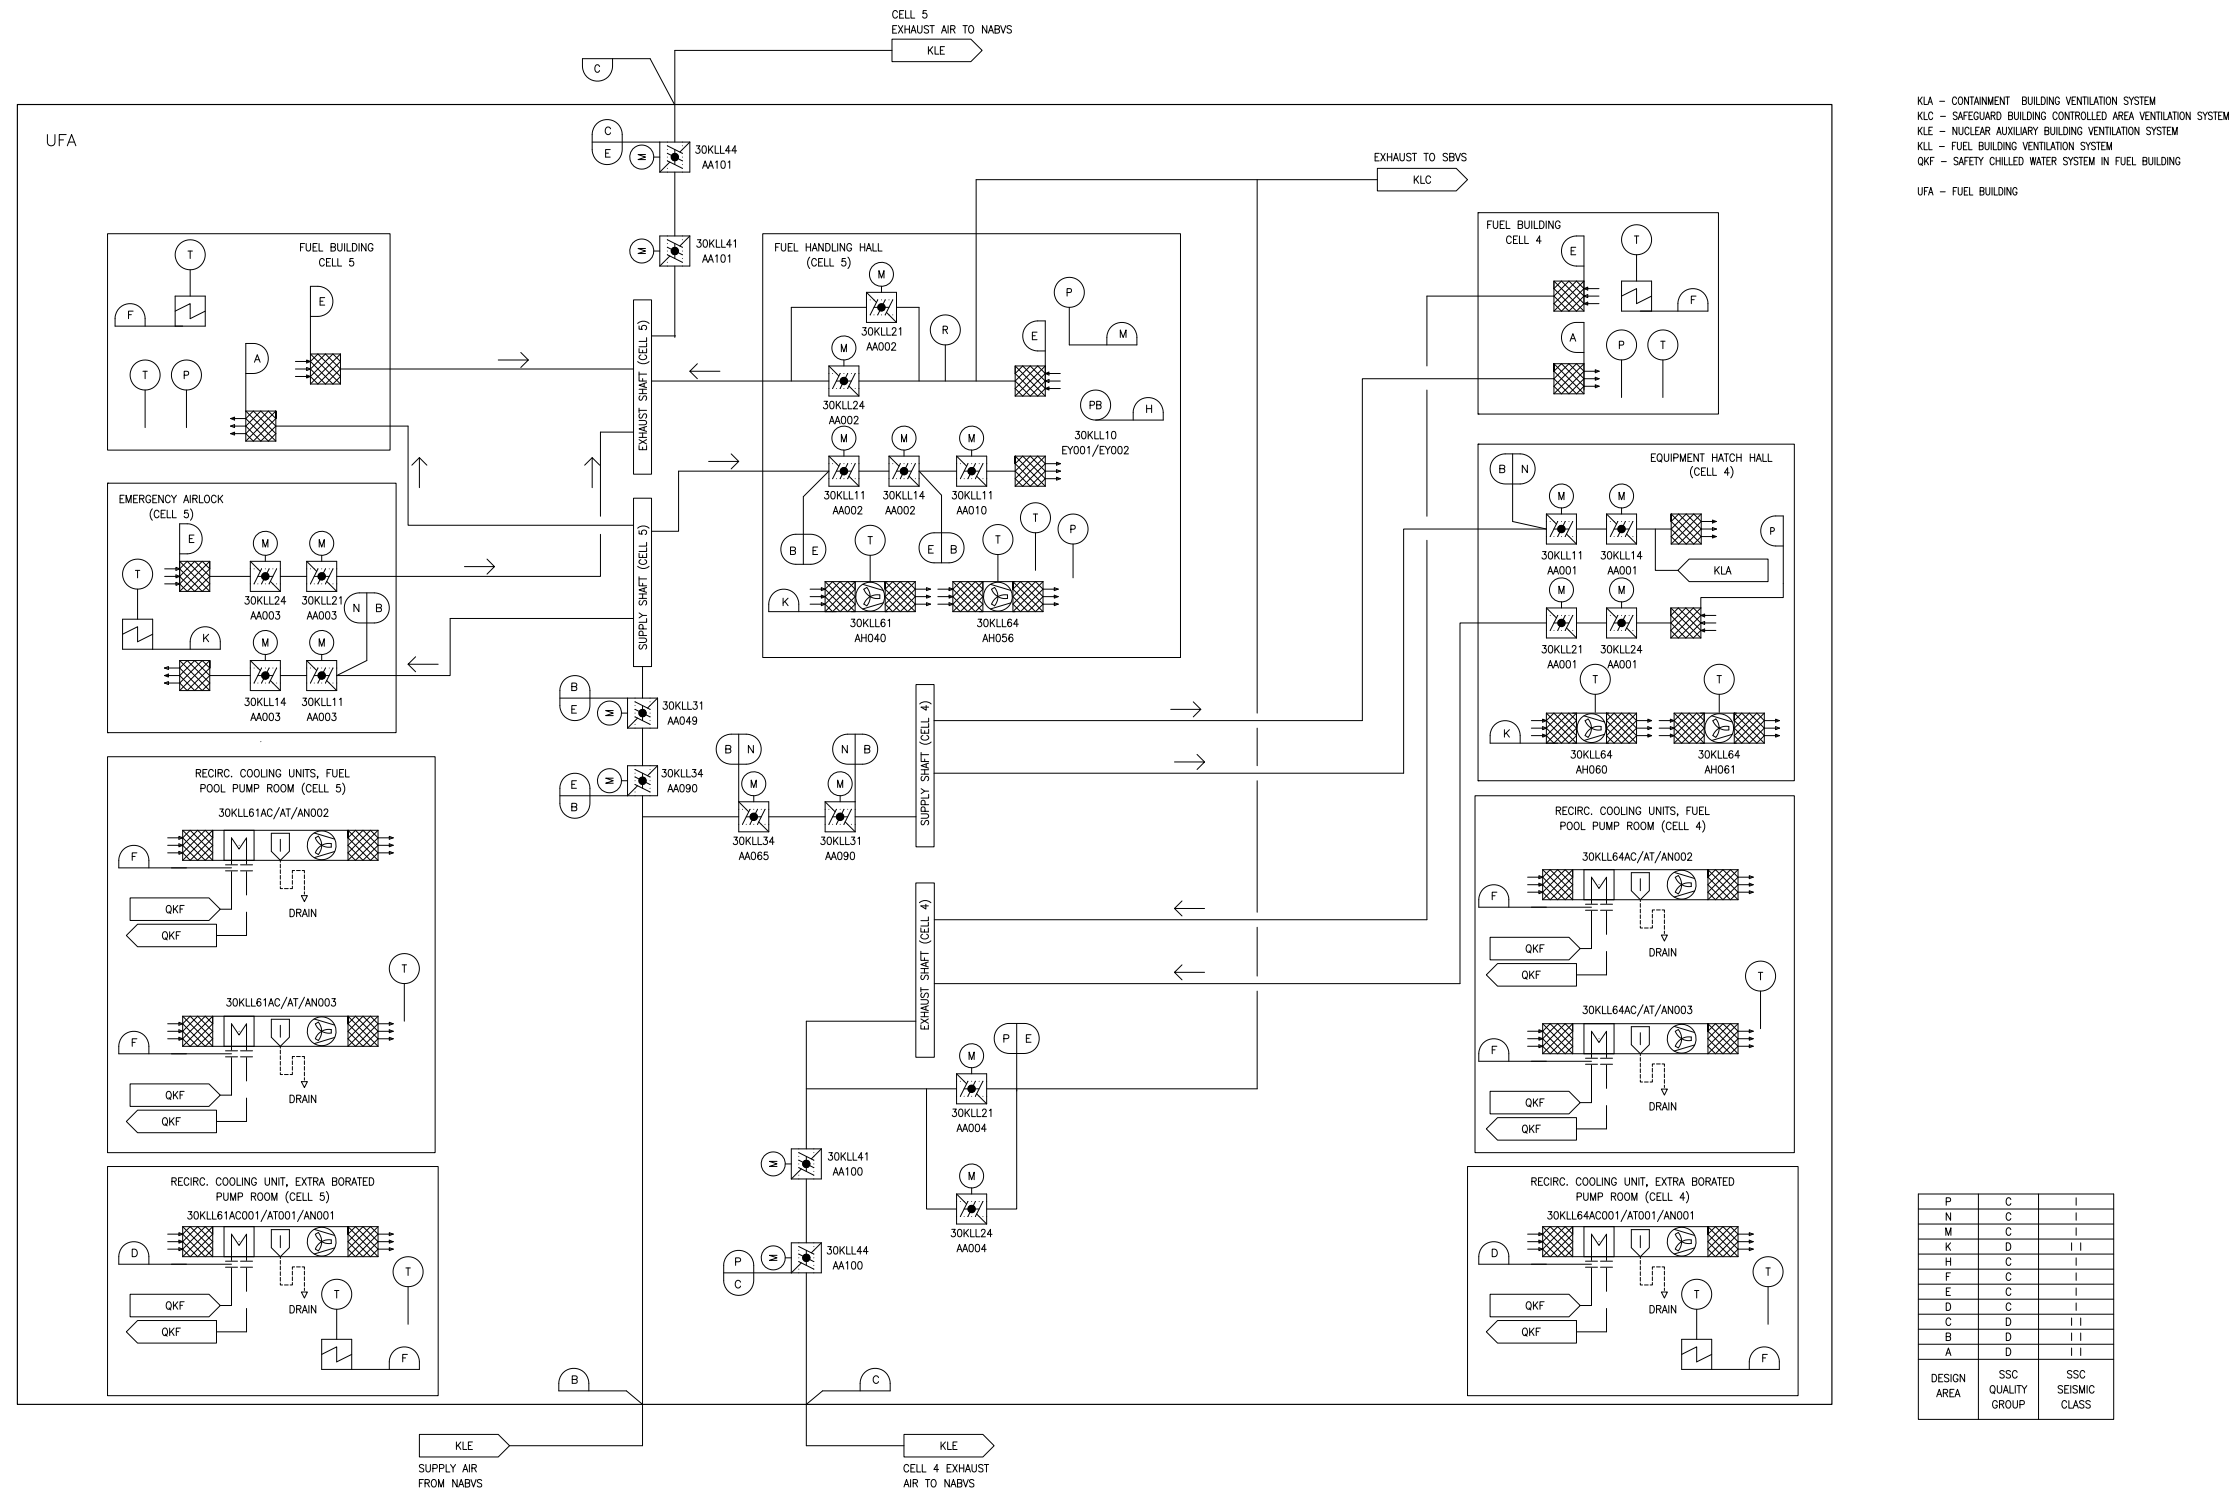 CELL 5
EXHAUST AIR TO NABVS
KLE
C
KLA – CONTAINMENT BUILDING VENTILATION SYSTEM
KLC – SAFEGUARD BUILDING CONTROLLED AREA VENTILATION SYSTEM
KLE – NUCLEAR AUXILIARY BUILDING VENTILATION SYSTEM
KLL – FUEL BUILDING VENTILATION SYSTEM
QKF – SAFETY CHILLED WATER SYSTEM IN FUEL BUILDING
UFA – FUEL BUILDING
UFA
C
E
M
30KLL44
AA101
EXHAUST TO SBVS
KLC
M
30KLL41
AA101
FUEL BUILDING
CELL 5
T
F
E
A
T
P
EXHAUST SHAFT (CELL 5)
FUEL HANDLING HALL
(CELL 5)
M
30KLL21
AA002
M
30KLL24
AA002
R
E
P
M
PB
H
30KLL10
EY001/EY002
M
M
M
30KLL11
AA002
30KLL14
AA002
30KLL11
AA010
B E
E B
T
T
T
P
K
30KLL61
AH040
30KLL64
AH056
FUEL BUILDING
CELL 4
E
T
F
A
P
T
EQUIPMENT HATCH HALL
(CELL 4)
B N
M
M
P
30KLL11
AA001
30KLL14
AA001
KLA
M
M
30KLL21
AA001
30KLL24
AA001
T
T
K
30KLL64
AH060
30KLL64
AH061
EMERGENCY AIRLOCK
(CELL 5)
E
M
M
T
30KLL24
AA003
30KLL21
AA003
N B
K
M
M
30KLL14
AA003
30KLL11
AA003
SUPPLY SHAFT (CELL 5)
B
E
M
30KLL31
AA049
E
B
M
30KLL34
AA090
B N
M
30KLL34
AA065
N B
M
30KLL31
AA090
SUPPLY SHAFT (CELL 4)
EXHAUST SHAFT (CELL 4)
RECIRC. COOLING UNITS, FUEL
POOL PUMP ROOM (CELL 5)
30KLL61AC/AT/AN002
F
QKF
QKF
DRAIN
T
30KLL61AC/AT/AN003
F
QKF
QKF
DRAIN
RECIRC. COOLING UNITS, FUEL
POOL PUMP ROOM (CELL 4)
30KLL64AC/AT/AN002
F
QKF
QKF
DRAIN
T
30KLL64AC/AT/AN003
F
QKF
QKF
DRAIN
P E
M
30KLL21
AA004
M
30KLL24
AA004
M
30KLL41
AA100
P
C
M
30KLL44
AA100
RECIRC. COOLING UNIT, EXTRA BORATED
PUMP ROOM (CELL 5)
30KLL61AC001/AT001/AN001
D
QKF
QKF
DRAIN
T
T
F
RECIRC. COOLING UNIT, EXTRA BORATED
PUMP ROOM (CELL 4)
30KLL64AC001/AT001/AN001
D
QKF
QKF
DRAIN
T
T
F
B
C
KLE
SUPPLY AIR
FROM NABVS
KLE
CELL 4 EXHAUST
AIR TO NABVS
P C I
N C I
M C I
K D II
H C I
F C I
E C I
D C I
C D II
B D II
A D II
DESIGN AREA
SSC QUALITY GROUP
SSC SEISMIC CLASS